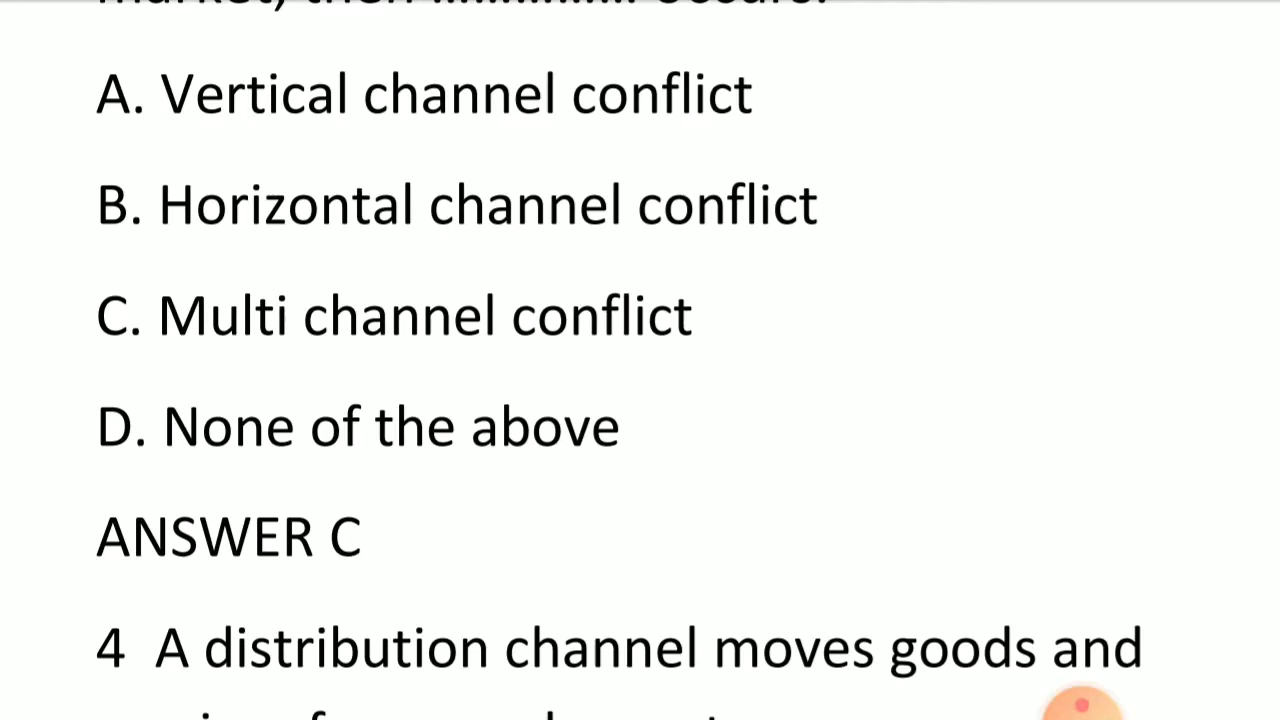 A. Vertical channel conflict
B. Horizontal channel conflict
C. Multi channel conflict
D. None of the above
ANSWER C
4 A distribution channel moves goods and